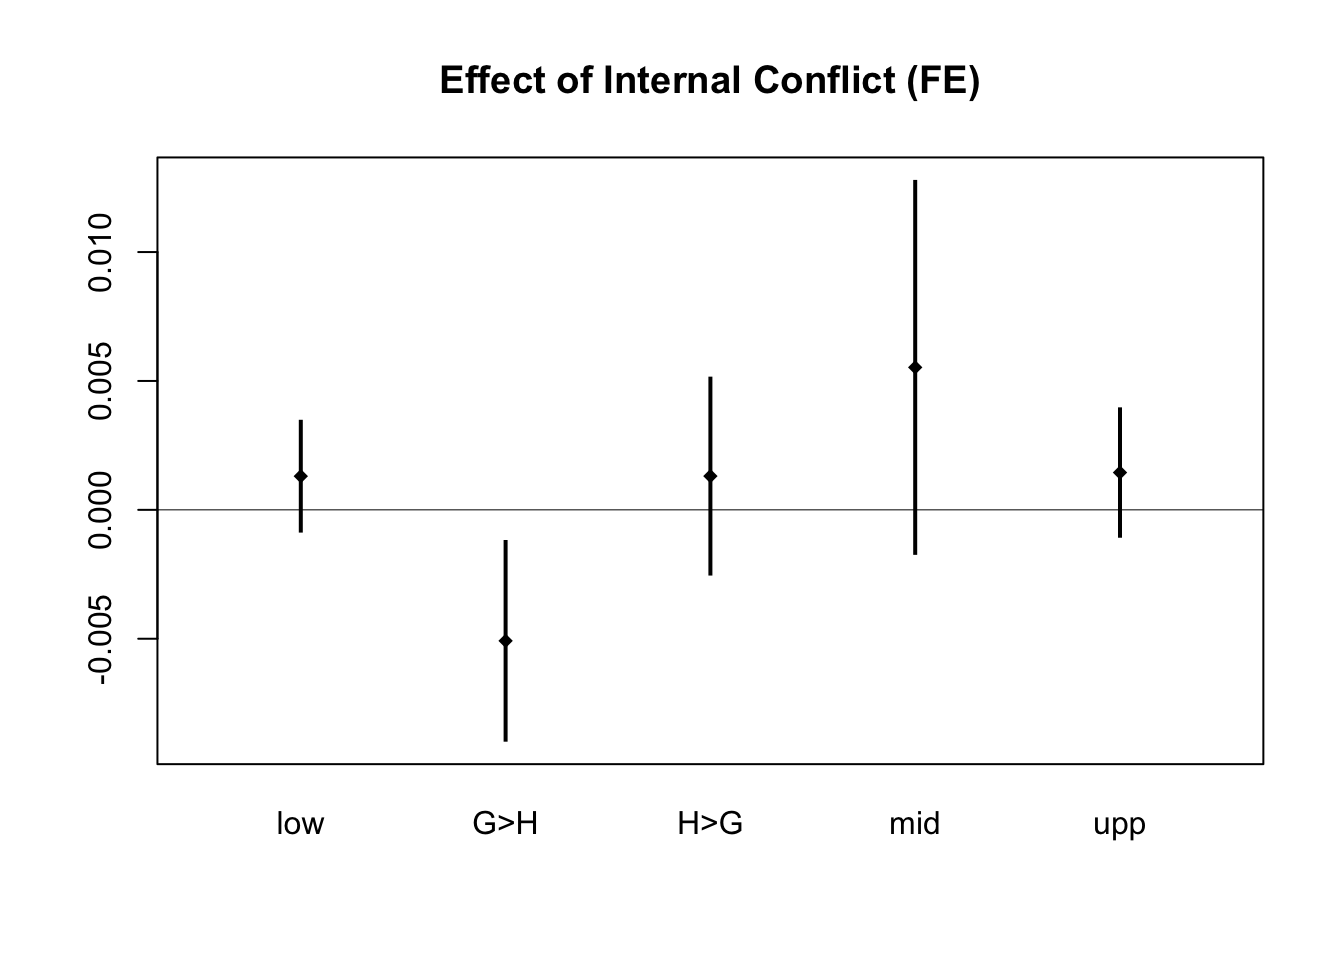 Effect of Internal Conflict (FE)
0.010
0.005
0.000
-0.005
low G>H H>G mid upp